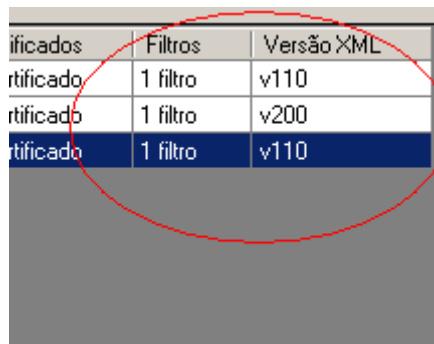 ificados Filtros Versão XML
rtificado 1 filtro v110
rtificado 1 filtro v200
rtificado 1 filtro v110